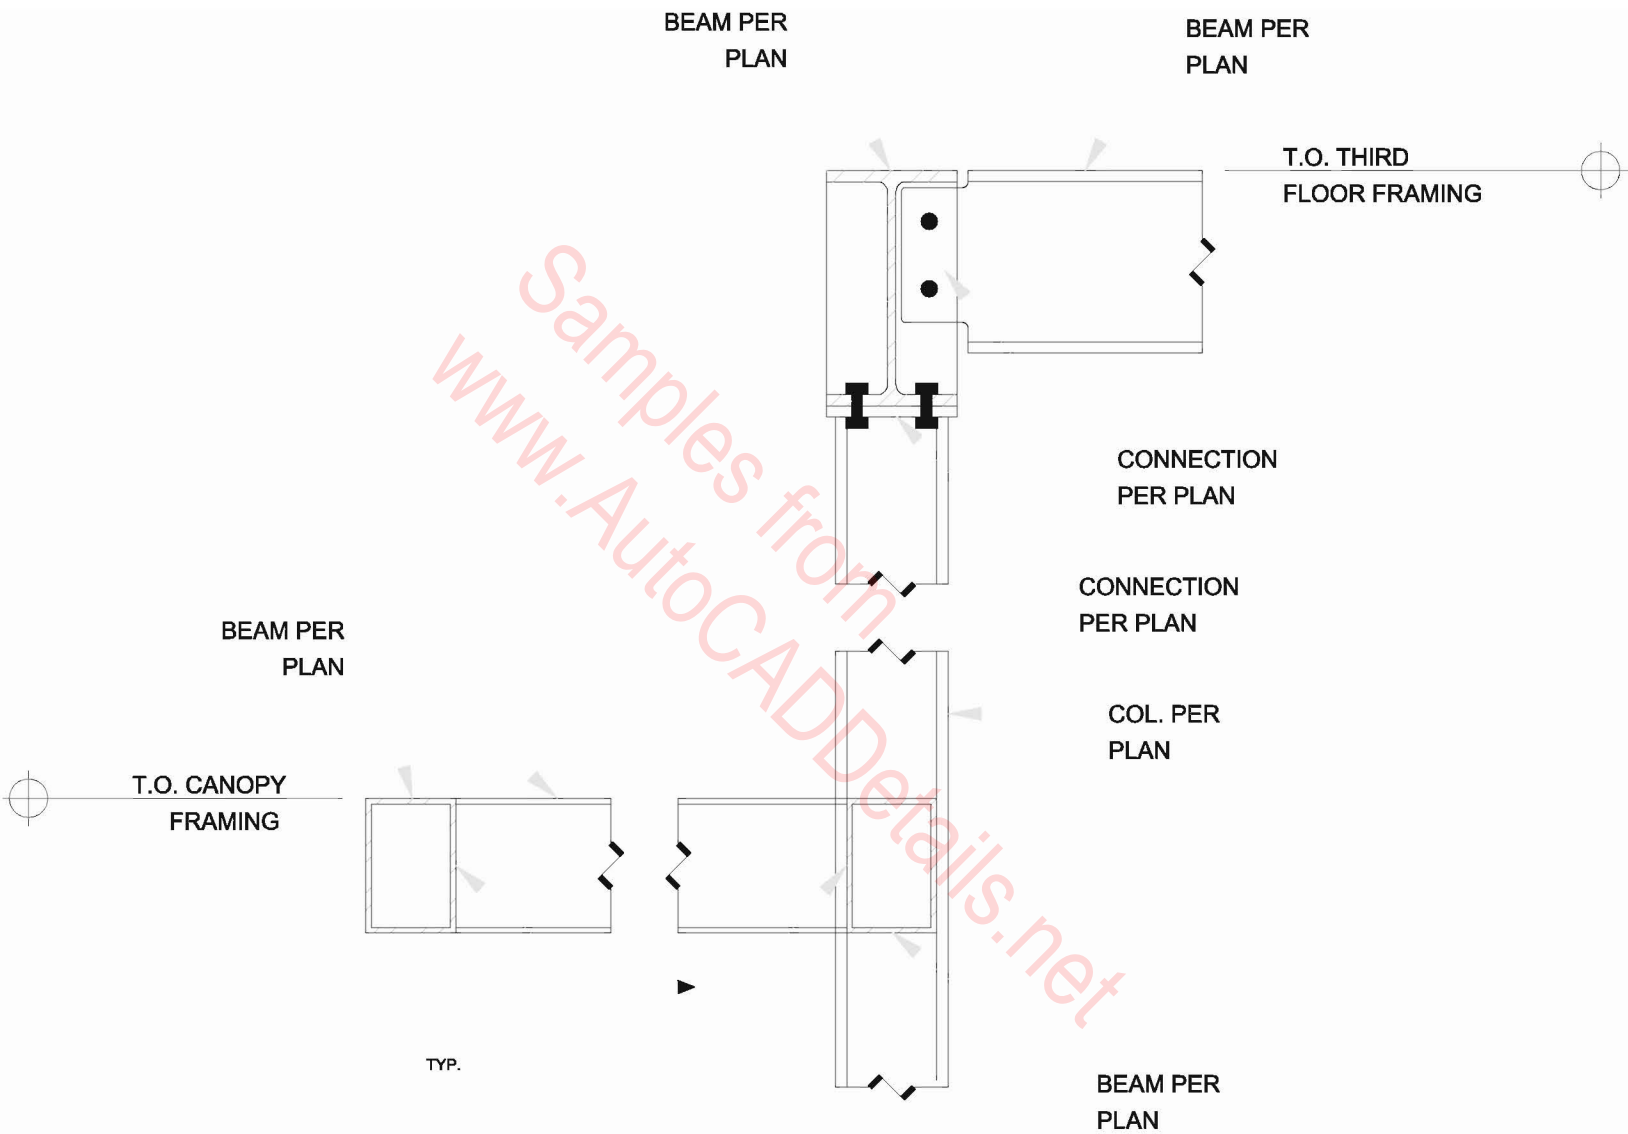 BEAM PER
PLAN
BEAM PER
PLAN
T.O. THIRD
FLOOR FRAMING
Samples from
www.AutoCADDetails.net
CONNECTION
PER PLAN
CONNECTION
PER PLAN
BEAM PER
PLAN
COL. PER
PLAN
T.O. CANOPY
FRAMING
TYP.
BEAM PER
PLAN